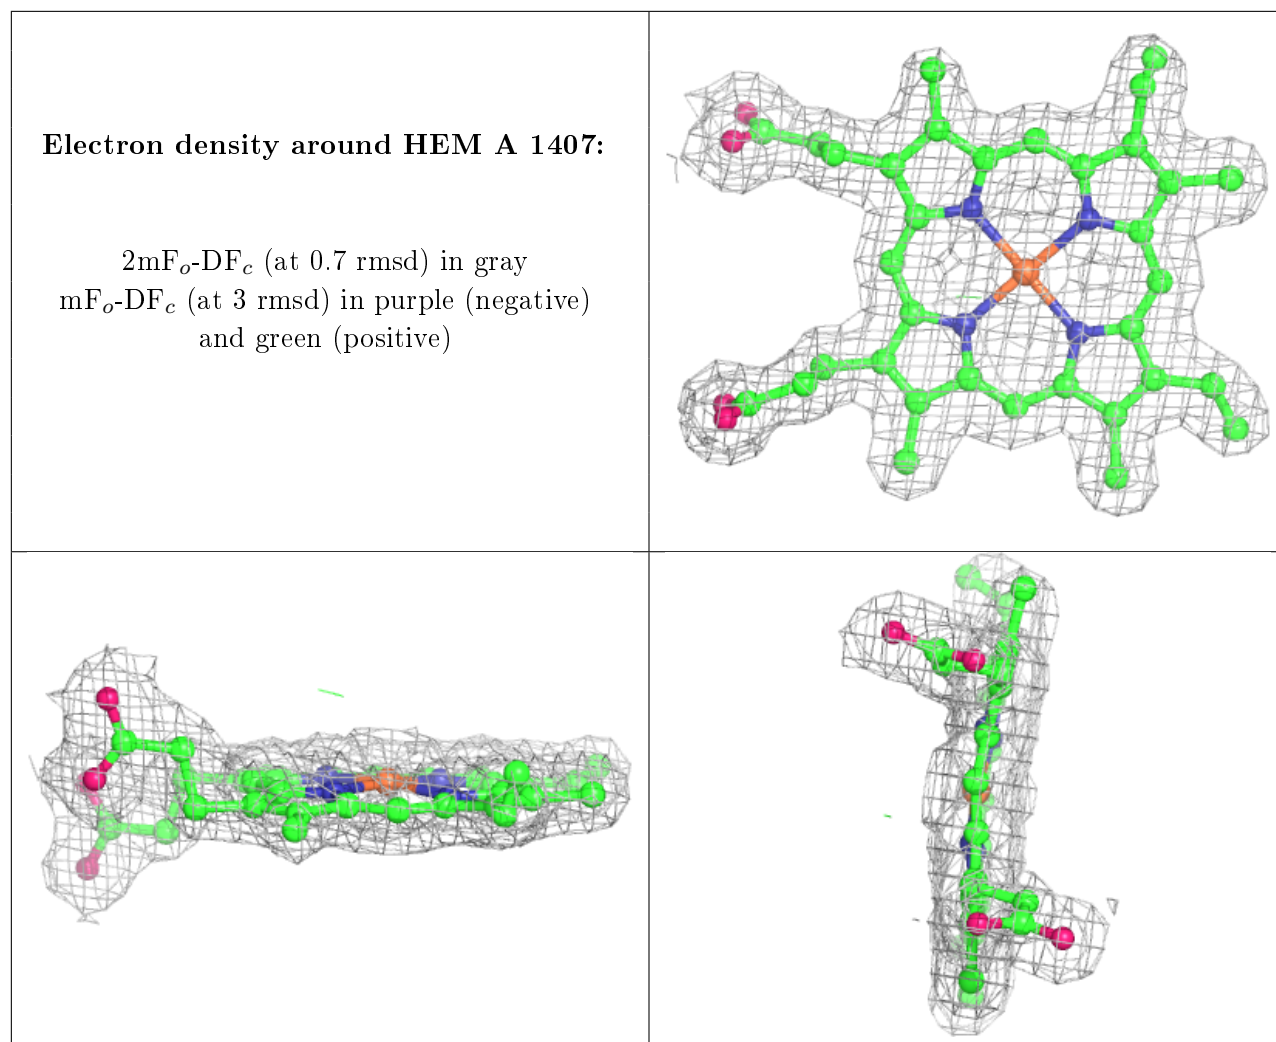 Electron density around HEM A 1407:
2mFₒ-DF𝒸 (at 0.7 rmsd) in gray
mFₒ-DF𝒸 (at 3 rmsd) in purple (negative)
and green (positive)